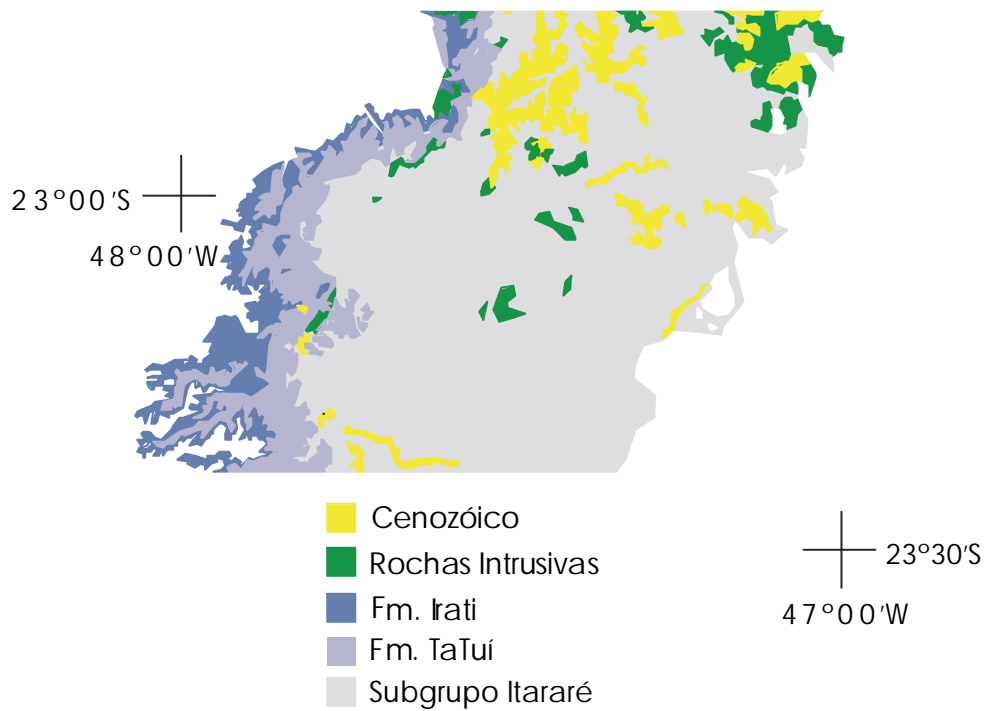 23°00'S
48°00'W
Cenozóico
Rochas Intrusivas
Fm. Irati
Fm. TaTuí
Subgrupo Itararé
23°30'S
47°00'W